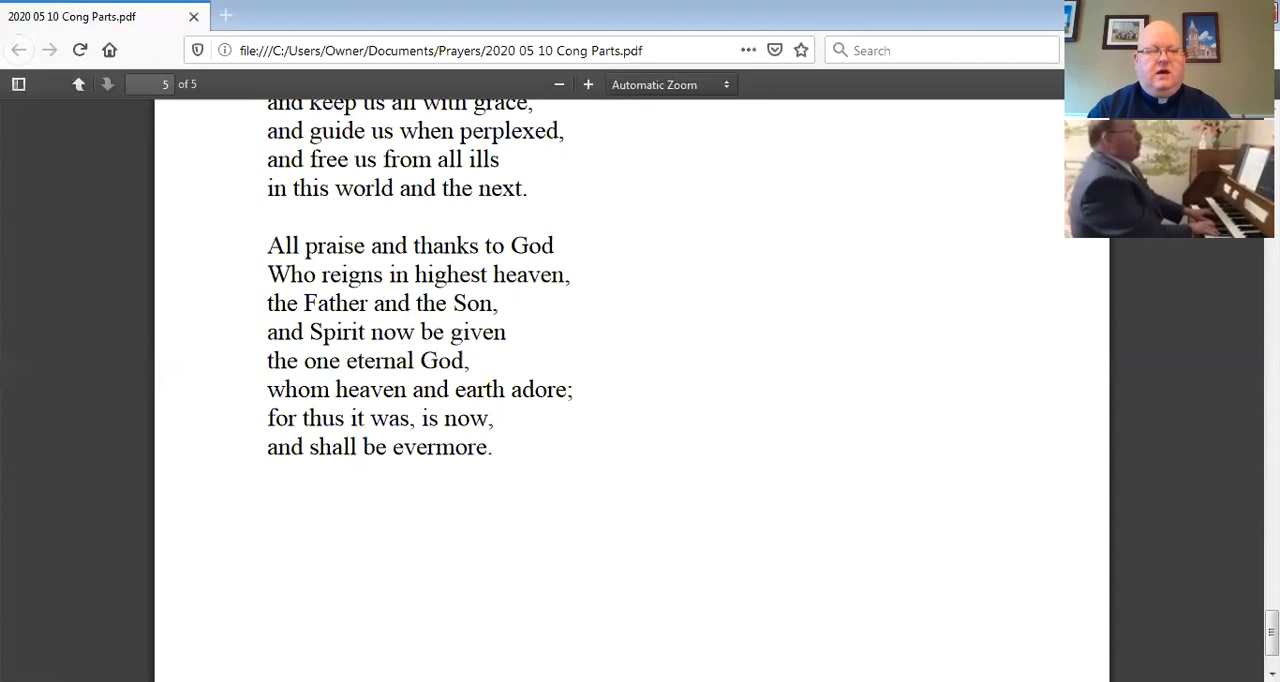 2020 05 10 Cong Parts.pdf
file:///C:/Users/Owner/Documents/Prayers/2020 05 10 Cong Parts.pdf
Search
5 of 5
Automatic Zoom
and keep us all with grace,
and guide us when perplexed,
and free us from all ills
in this world and the next.
All praise and thanks to God
Who reigns in highest heaven,
the Father and the Son,
and Spirit now be given
the one eternal God,
whom heaven and earth adore;
for thus it was, is now,
and shall be evermore.